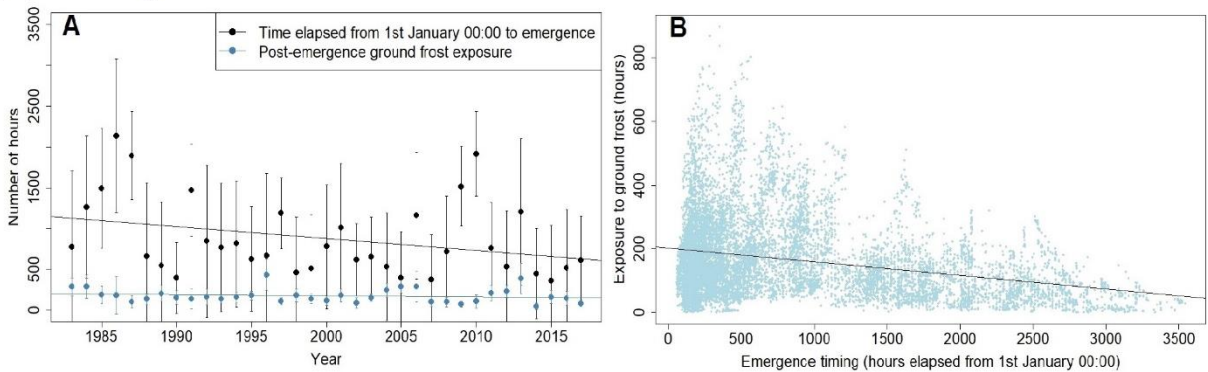 A
Time elapsed from 1st January 00:00 to emergence
Post-emergence ground frost exposure
Number of hours
3500
2500
1500
500
0
1985 1990 1995 2000 2005 2010 2015
Year
B
Exposure to ground frost (hours)
800
600
400
200
0
0 500 1000 1500 2000 2500 3000 3500
Emergence timing (hours elapsed from 1st January 00:00)